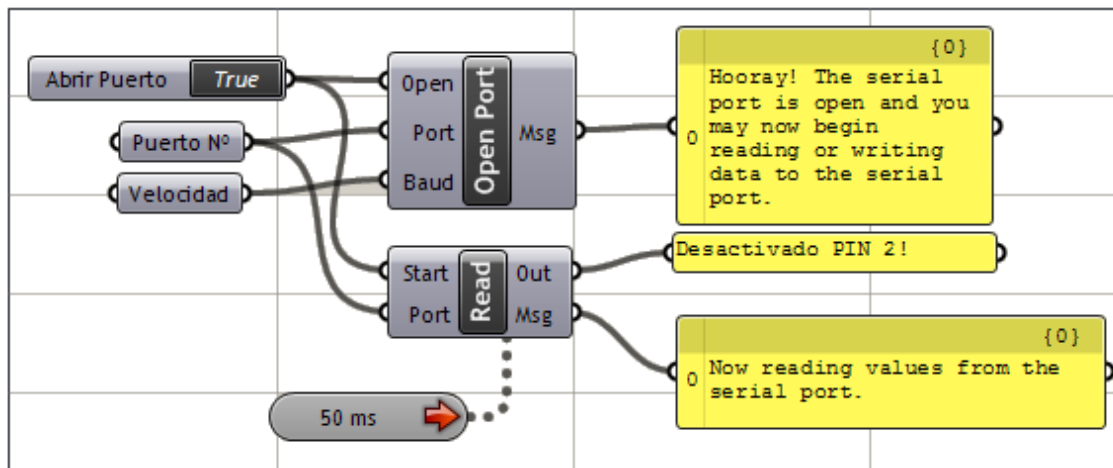 Abrir Puerto True
Puerto Nº
Velocidad
Open
Port
Baud
Open Port
Msg
{0}
0
Hooray! The serial
port is open and you
may now begin
reading or writing
data to the serial
port.
Desactivado PIN 2!
Start
Port
Read
Out
Msg
{0}
0
Now reading values from the
serial port.
50 ms